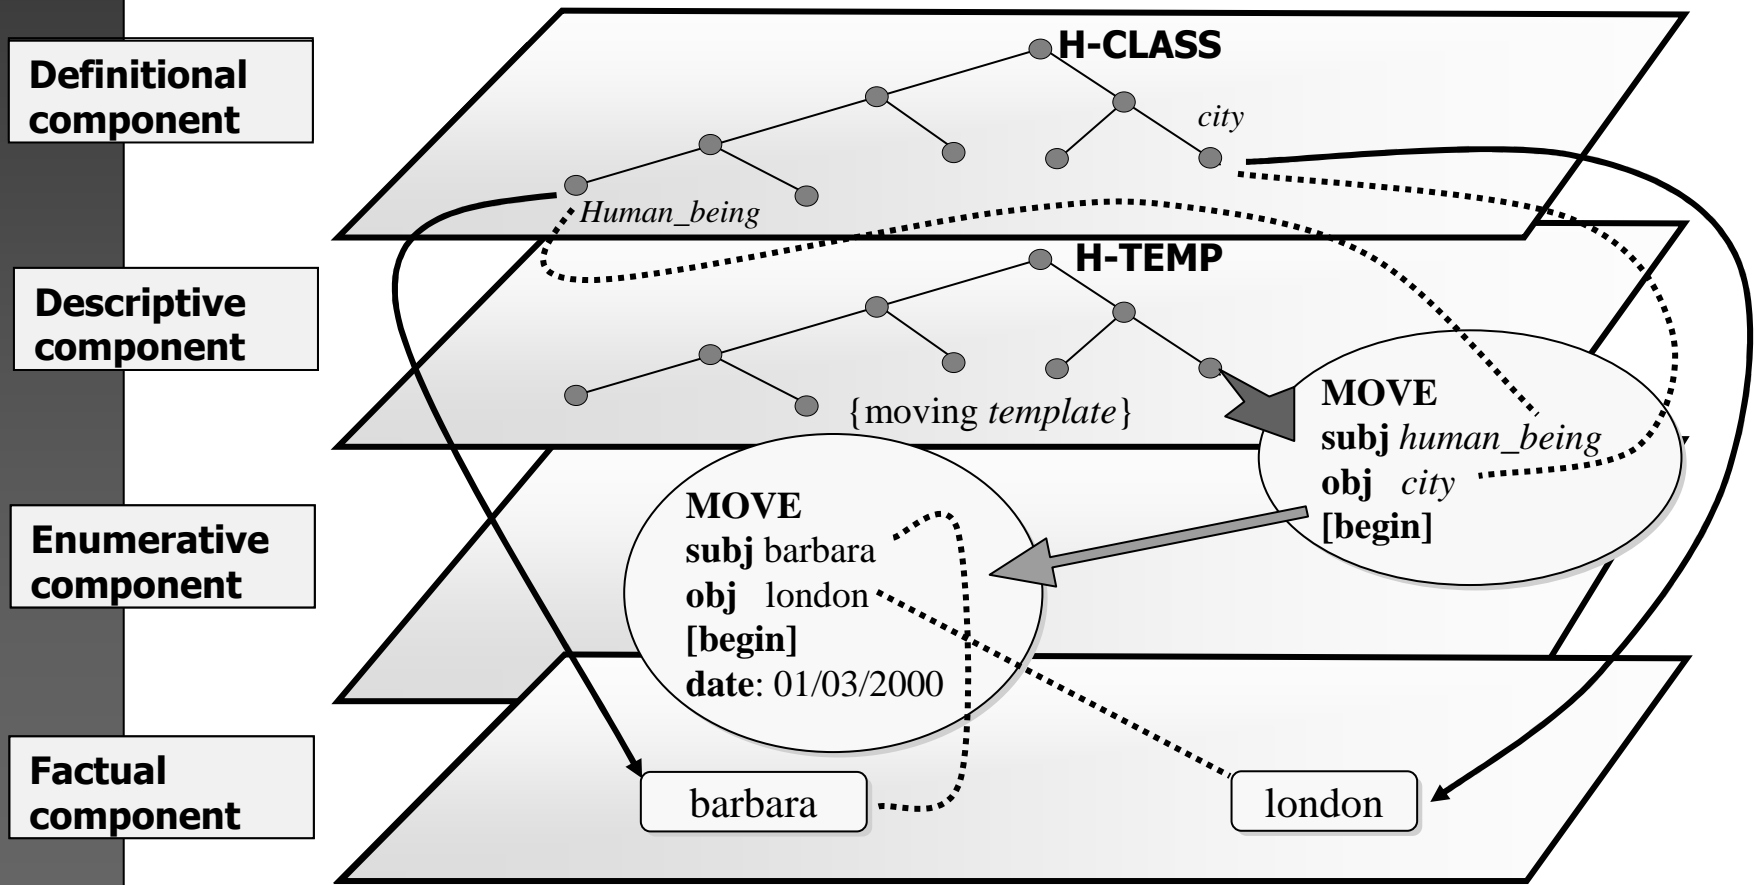 Definitional
component
H-CLASS
city
Human_being
Descriptive
component
H-TEMP
{moving template}
MOVE
subj human_being
obj city
[begin]
Enumerative
component
MOVE
subj barbara
obj london
[begin]
date: 01/03/2000
Factual
component
barbara
london